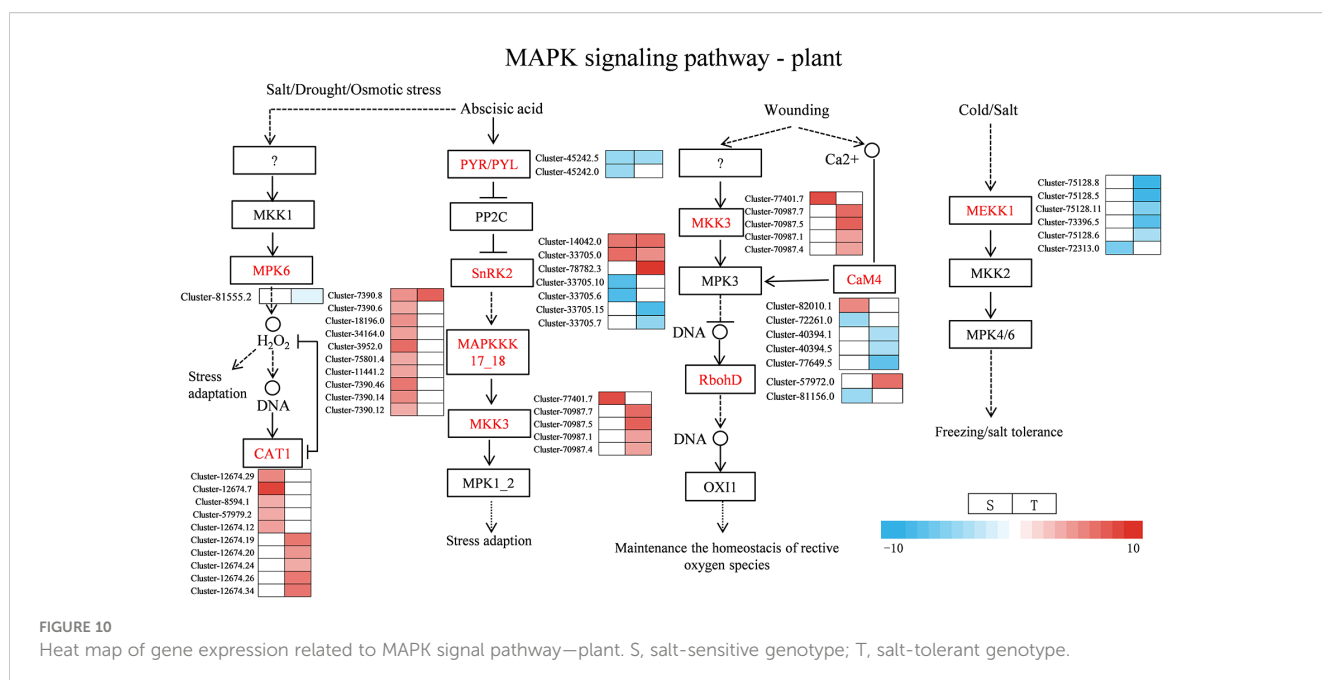 MAPK signaling pathway - plant
Salt/Drought/Osmotic stress
Abscisic acid
Wounding
Cold/Salt
?
MKK1
MPK6
Cluster-81555.2
H2O2
Stress
adaptation
DNA
CAT1
Cluster-12674.29
Cluster-12674.7
Cluster-8594.1
Cluster-57979.2
Cluster-12674.12
Cluster-12674.19
Cluster-12674.20
Cluster-12674.24
Cluster-12674.26
Cluster-12674.34
Cluster-7390.8
Cluster-7390.6
Cluster-18196.0
Cluster-34164.0
Cluster-3952.0
Cluster-75801.4
Cluster-11441.2
Cluster-7390.46
Cluster-7390.14
Cluster-7390.12
PYR/PYL
Cluster-45242.5
Cluster-45242.0
PP2C
SnRK2
Cluster-14042.0
Cluster-33705.0
Cluster-78782.3
Cluster-33705.10
Cluster-33705.6
Cluster-33705.15
Cluster-33705.7
MAPKKK
17_18
MKK3
Cluster-77401.7
Cluster-70987.7
Cluster-70987.5
Cluster-70987.1
Cluster-70987.4
MPK1_2
Stress adaption
?
Ca2+
MKK3
Cluster-77401.7
Cluster-70987.7
Cluster-70987.5
Cluster-70987.1
Cluster-70987.4
MPK3
CaM4
Cluster-82010.1
Cluster-72261.0
Cluster-40394.1
Cluster-40394.5
Cluster-77649.5
DNA
RbohD
Cluster-57972.0
Cluster-81156.0
DNA
OXI1
Maintenance the homeostacis of rective
oxygen species
MEKK1
Cluster-75128.8
Cluster-75128.5
Cluster-75128.11
Cluster-73396.5
Cluster-75128.6
Cluster-72313.0
MKK2
MPK4/6
Freezing/salt tolerance
S T
−10 10
FIGURE 10
Heat map of gene expression related to MAPK signal pathway—plant. S, salt-sensitive genotype; T, salt-tolerant genotype.